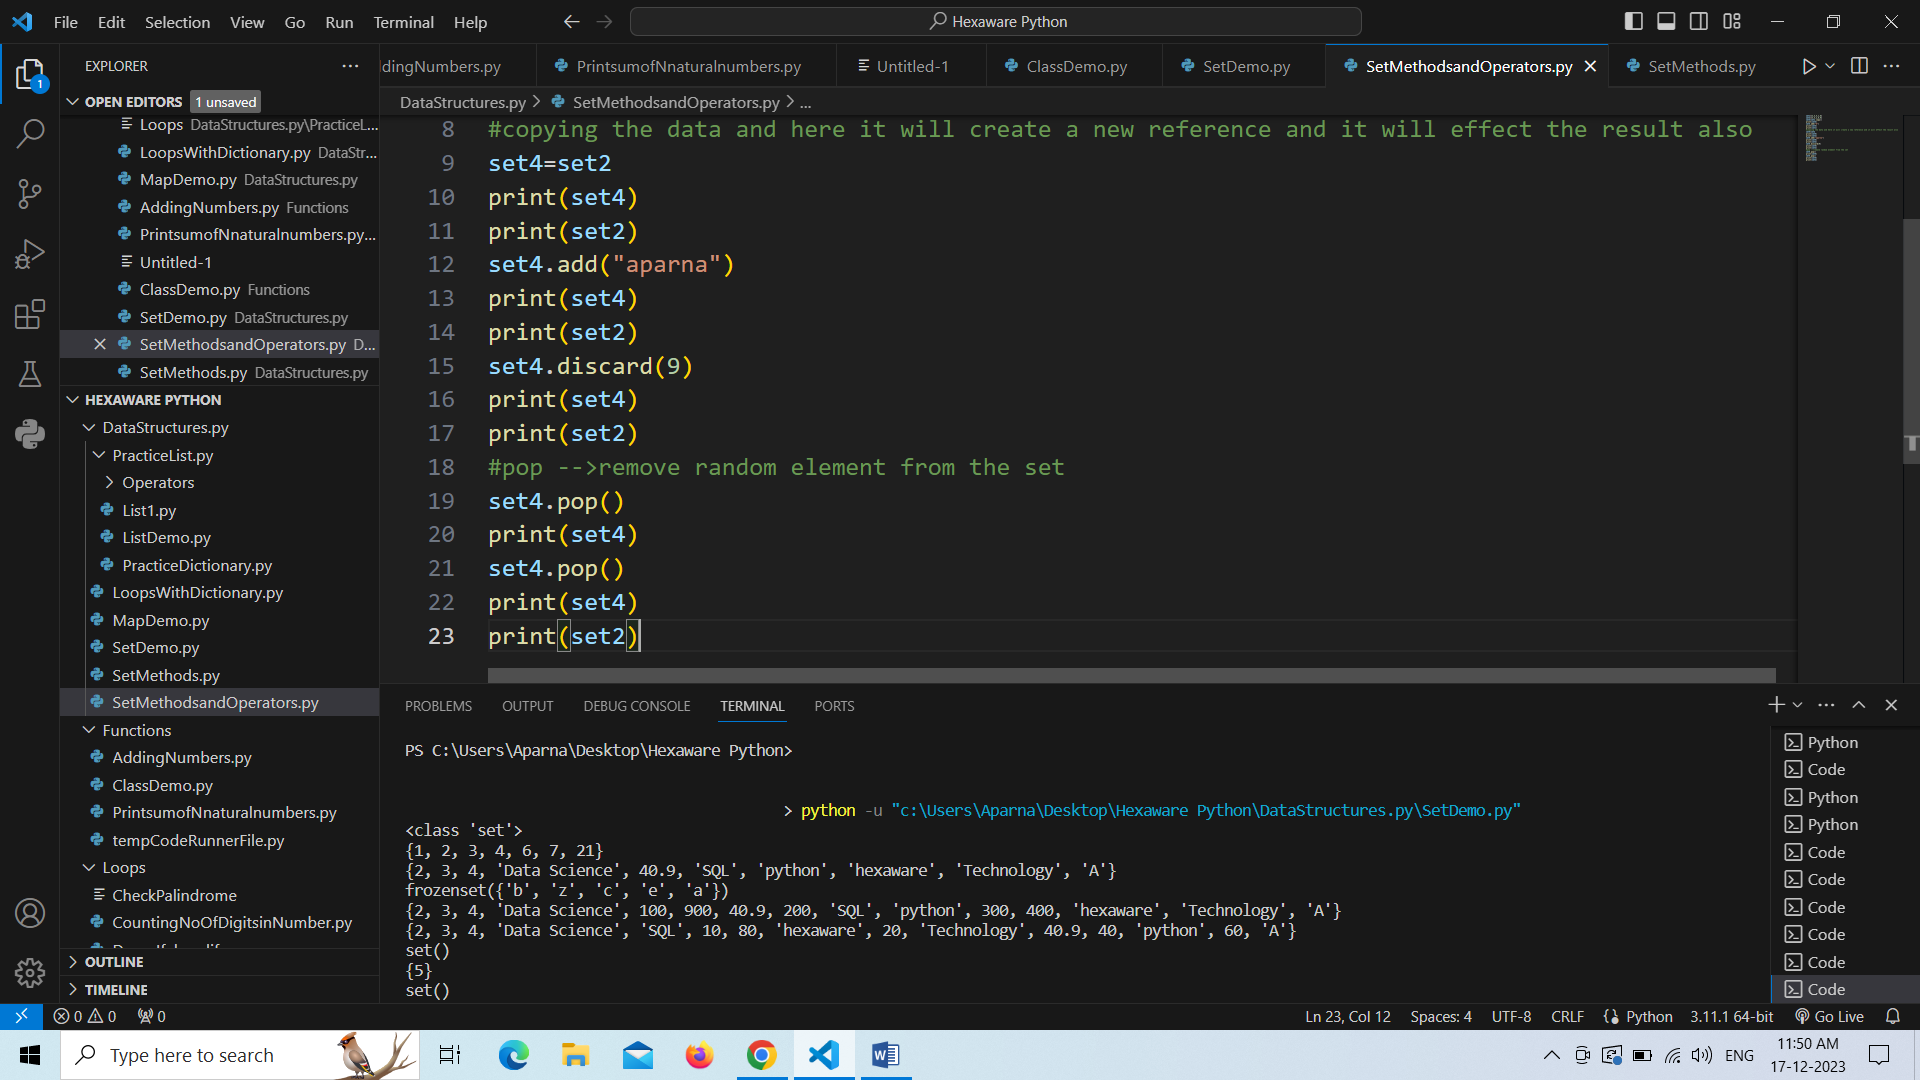 File Edit Selection View Go Run Terminal Help
Hexaware Python
EXPLORER
OPEN EDITORS 1 unsaved
Loops DataStructures.py\PracticeL...
LoopsWithDictionary.py DataStr...
MapDemo.py DataStructures.py
AddingNumbers.py Functions
PrintsumofNnaturalnumbers.py...
Untitled-1
ClassDemo.py Functions
SetDemo.py DataStructures.py
SetMethodsandOperators.py D...
SetMethods.py DataStructures.py
HEXAWARE PYTHON
DataStructures.py
PracticeList.py
Operators
List1.py
ListDemo.py
PracticeDictionary.py
LoopsWithDictionary.py
MapDemo.py
SetDemo.py
SetMethods.py
SetMethodsandOperators.py
Functions
AddingNumbers.py
ClassDemo.py
PrintsumofNnaturalnumbers.py
tempCodeRunnerFile.py
Loops
CheckPalindrome
CountingNoOfDigitsinNumber.py
OUTLINE
TIMELINE
dingNumbers.py PrintsumofNnaturalnumbers.py Untitled-1 ClassDemo.py SetDemo.py SetMethodsandOperators.py SetMethods.py
DataStructures.py > SetMethodsandOperators.py > ...
8 #copying the data and here it will create a new reference and it will effect the result also
9 set4=set2
10 print(set4)
11 print(set2)
12 set4.add("aparna")
13 print(set4)
14 print(set2)
15 set4.discard(9)
16 print(set4)
17 print(set2)
18 #pop -->remove random element from the set
19 set4.pop()
20 print(set4)
21 set4.pop()
22 print(set4)
23 print(set2)
PROBLEMS OUTPUT DEBUG CONSOLE TERMINAL PORTS
PS C:\Users\Aparna\Desktop\Hexaware Python>
> python -u "c:\Users\Aparna\Desktop\Hexaware Python\DataStructures.py\SetDemo.py"
<class 'set'>
{1, 2, 3, 4, 6, 7, 21}
{2, 3, 4, 'Data Science', 40.9, 'SQL', 'python', 'hexaware', 'Technology', 'A'}
frozenset({'b', 'z', 'c', 'e', 'a'})
{2, 3, 4, 'Data Science', 100, 900, 40.9, 200, 'SQL', 'python', 300, 400, 'hexaware', 'Technology', 'A'}
{2, 3, 4, 'Data Science', 'SQL', 10, 80, 'hexaware', 20, 'Technology', 40.9, 40, 'python', 60, 'A'}
set()
{5}
set()
Python
Code
Python
Python
Code
Code
Code
Code
Code
Code
0 0 0
Ln 23, Col 12 Spaces: 4 UTF-8 CRLF Python 3.11.1 64-bit Go Live
Type here to search
ENG
11:50 AM
17-12-2023